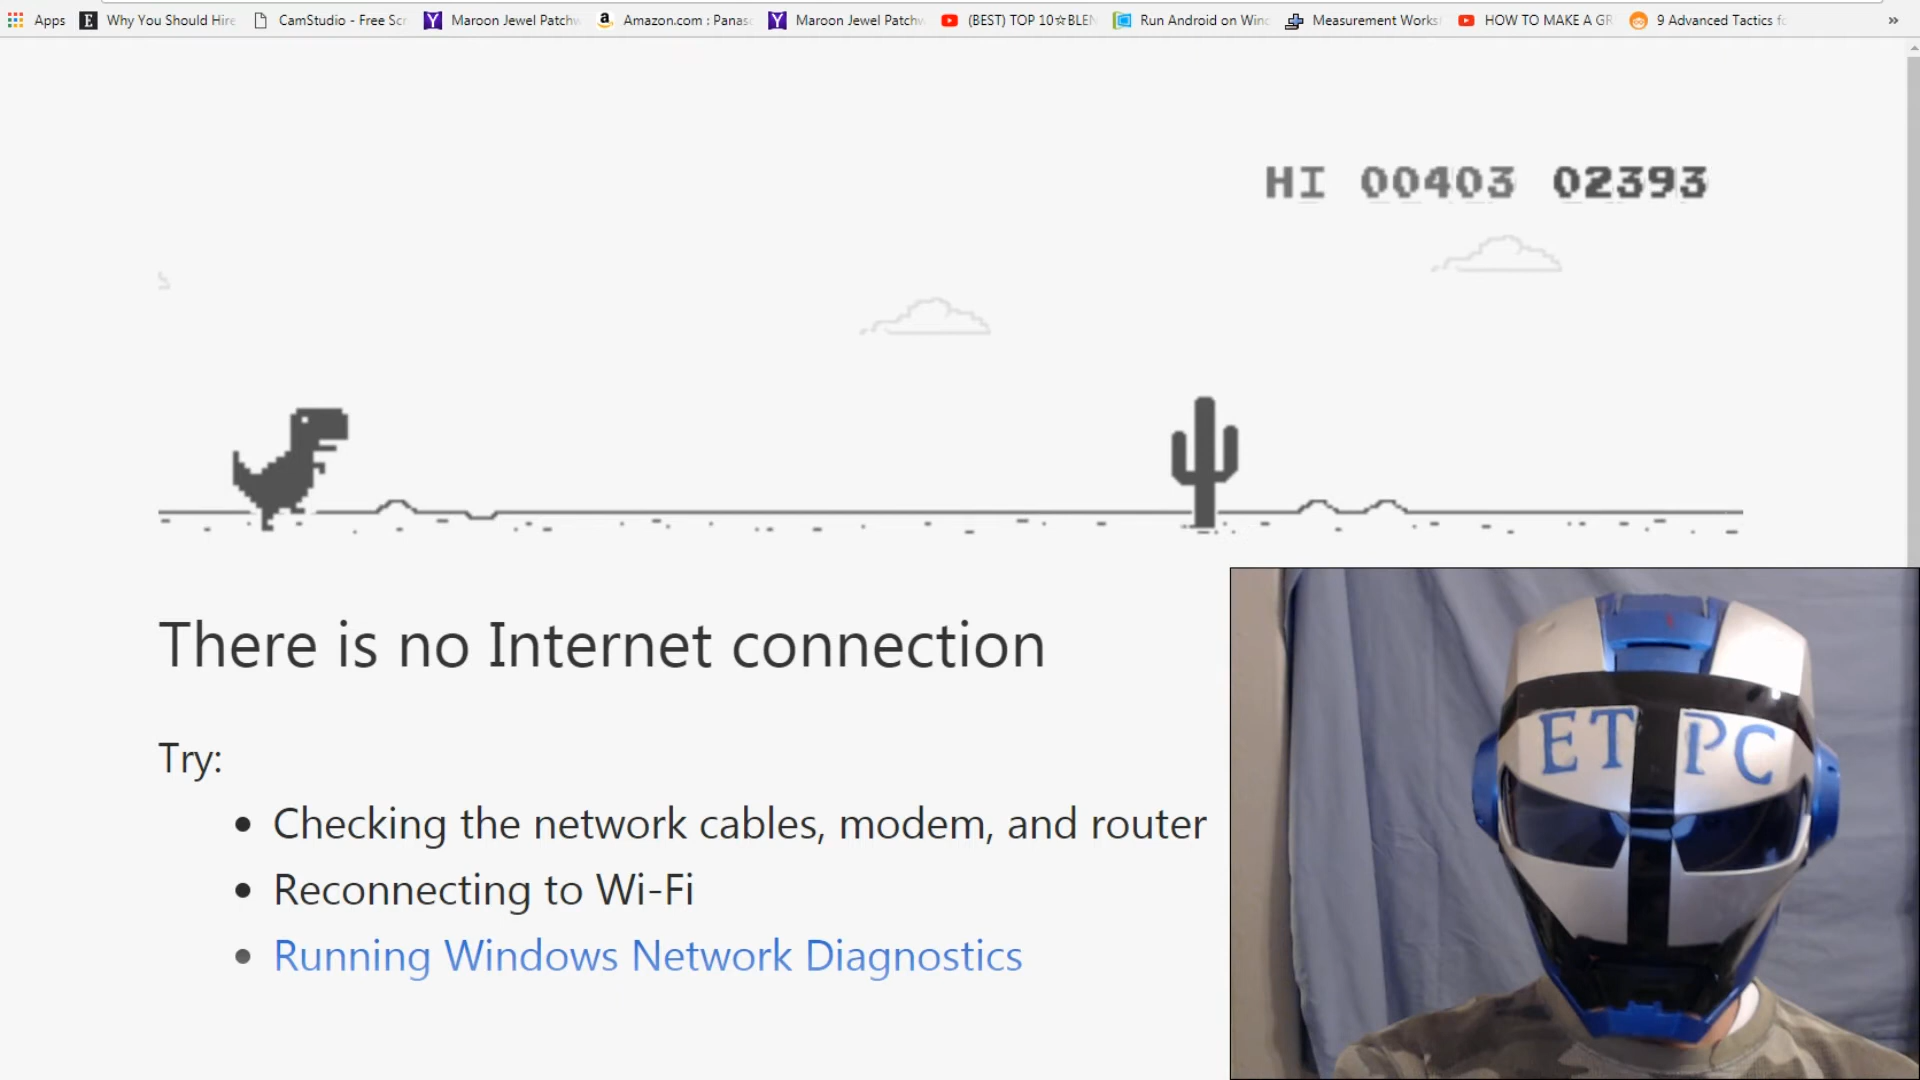 Apps Why You Should Hire CamStudio - Free Scr Maroon Jewel Patchw Amazon.com : Panas Maroon Jewel Patchw (BEST) TOP 10☆BLEN Run Android on Wind Measurement Works HOW TO MAKE A GR 9 Advanced Tactics fo »
HI 00403 02393
There is no Internet connection
Try:
• Checking the network cables, modem, and router
• Reconnecting to Wi-Fi
• Running Windows Network Diagnostics
ET PC